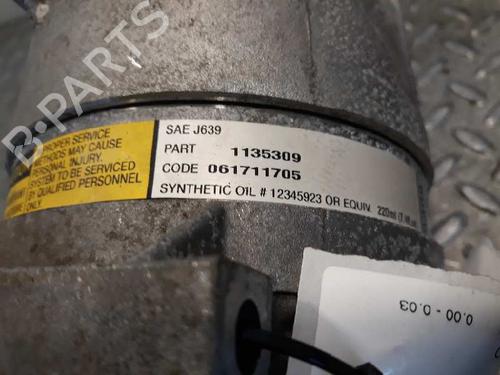 B-PARTS
SAE J639
PART 1135309
CODE 061711705
SYNTHETIC OIL # 12345923 OR EQUIV. 220ml
PROPER SERVICE
METHODS MAY CAUSE
PERSONAL INJURY.
SYSTEM TO BE SERVICED
BY QUALIFIED PERSONNEL
ONLY
0.00 - 0.03